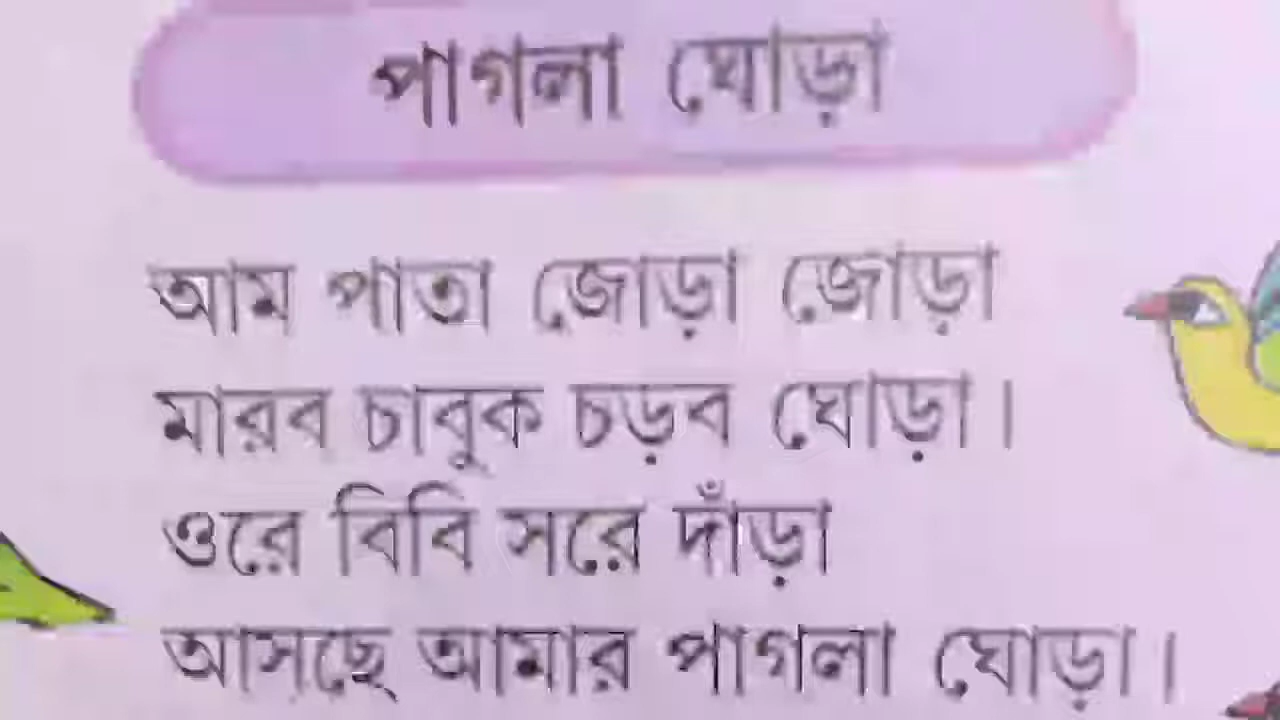 পাগলা ঘোড়া
আম পাতা জোড়া জোড়া
মারব চাবুক চড়ব ঘোড়া।
ওরে বিবি সরে দাঁড়া
আসছে আমার পাগলা ঘোড়া।